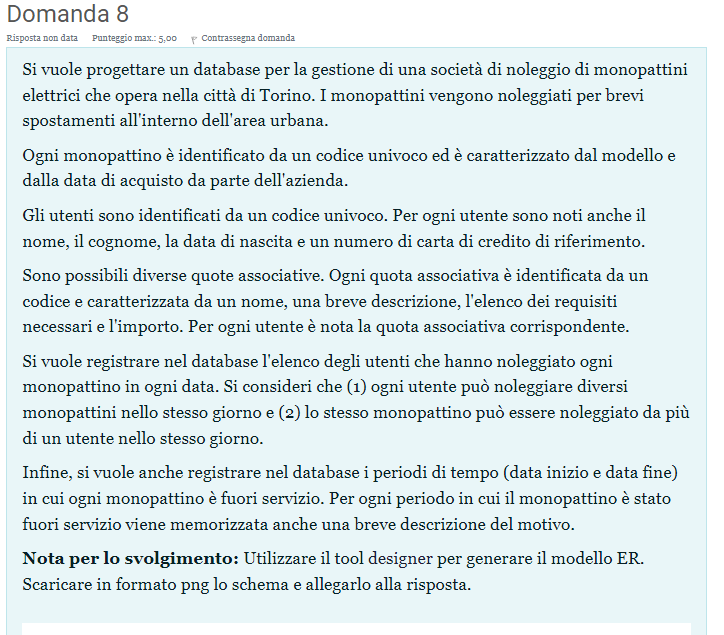 Domanda 8
Risposta non data Punteggio max.: 5,00 Contrassegna domanda
Si vuole progettare un database per la gestione di una società di noleggio di monopattini
elettrici che opera nella città di Torino. I monopattini vengono noleggiati per brevi
spostamenti all'interno dell'area urbana.
Ogni monopattino è identificato da un codice univoco ed è caratterizzato dal modello e
dalla data di acquisto da parte dell'azienda.
Gli utenti sono identificati da un codice univoco. Per ogni utente sono noti anche il
nome, il cognome, la data di nascita e un numero di carta di credito di riferimento.
Sono possibili diverse quote associative. Ogni quota associativa è identificata da un
codice e caratterizzata da un nome, una breve descrizione, l'elenco dei requisiti
necessari e l'importo. Per ogni utente è nota la quota associativa corrispondente.
Si vuole registrare nel database l'elenco degli utenti che hanno noleggiato ogni
monopattino in ogni data. Si consideri che (1) ogni utente può noleggiare diversi
monopattini nello stesso giorno e (2) lo stesso monopattino può essere noleggiato da più
di un utente nello stesso giorno.
Infine, si vuole anche registrare nel database i periodi di tempo (data inizio e data fine)
in cui ogni monopattino è fuori servizio. Per ogni periodo in cui il monopattino è stato
fuori servizio viene memorizzata anche una breve descrizione del motivo.
Nota per lo svolgimento: Utilizzare il tool designer per generare il modello ER.
Scaricare in formato png lo schema e allegarlo alla risposta.